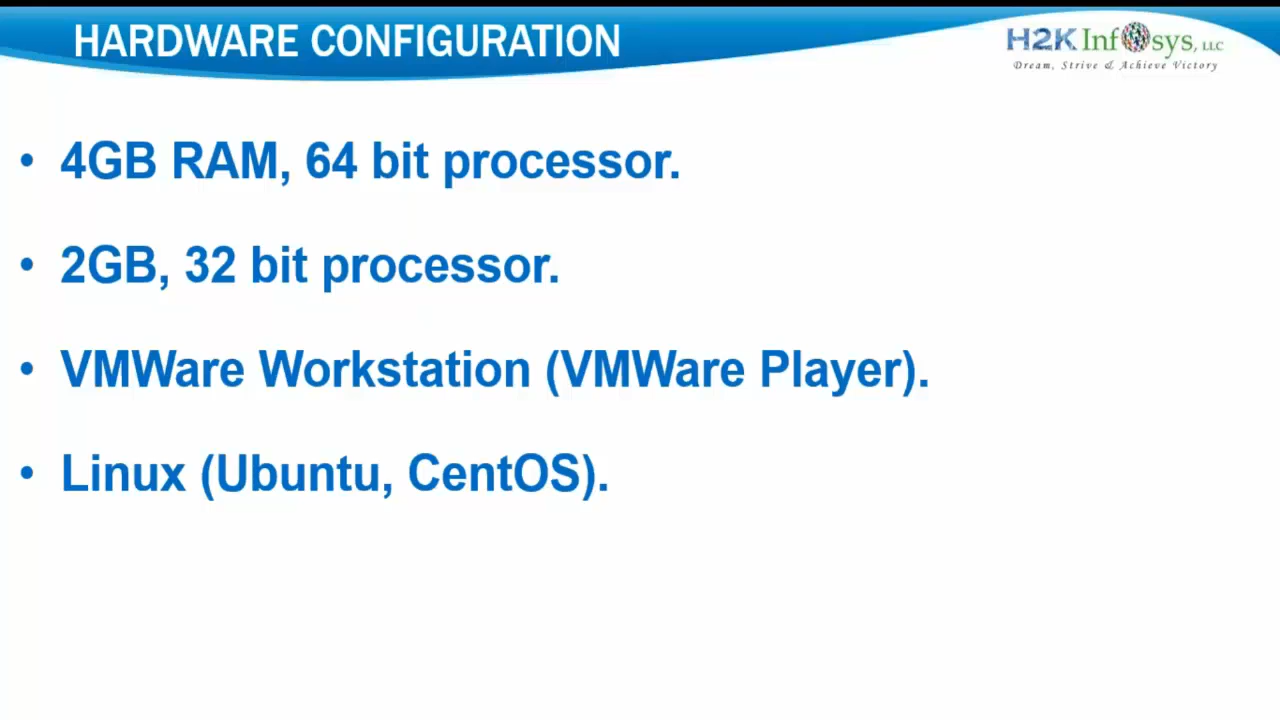 HARDWARE CONFIGURATION
H2K Infosys, LLC
Dream, Strive & Achieve Victory
• 4GB RAM, 64 bit processor.
• 2GB, 32 bit processor.
• VMWare Workstation (VMWare Player).
• Linux (Ubuntu, CentOS).